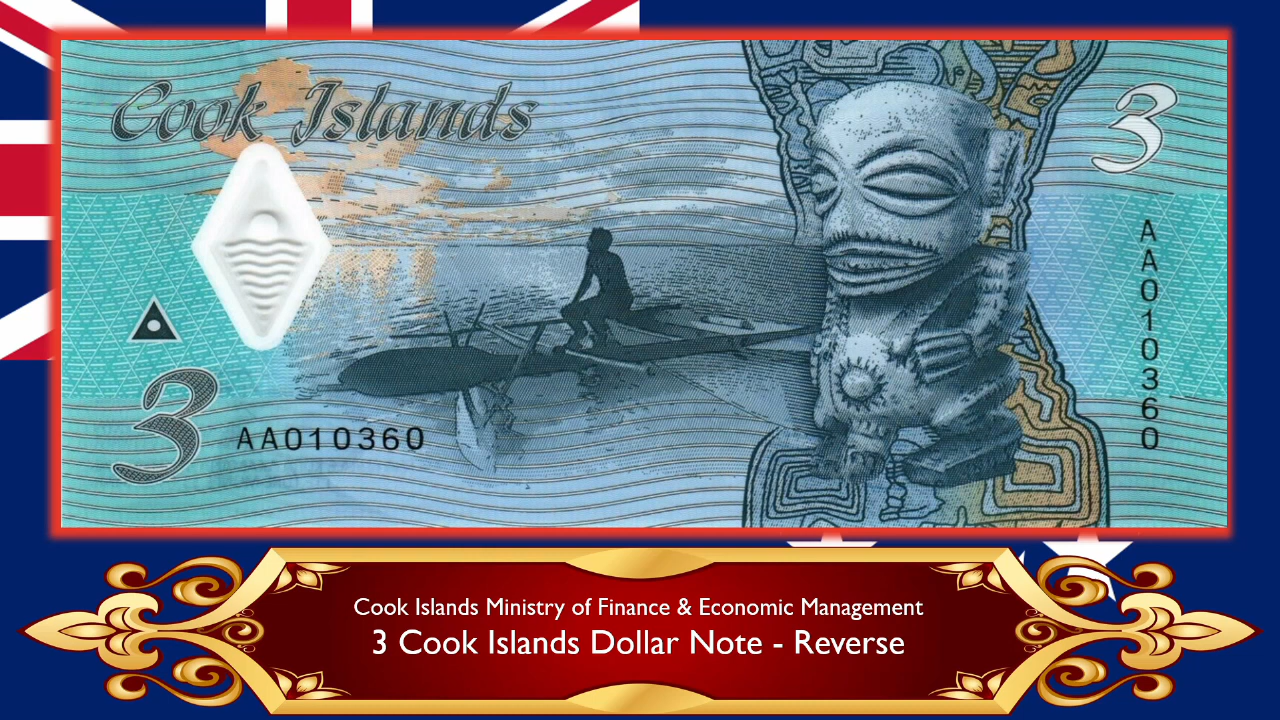 Cook Islands
3
3
AA010360
AA010360
Cook Islands Ministry of Finance & Economic Management
3 Cook Islands Dollar Note - Reverse